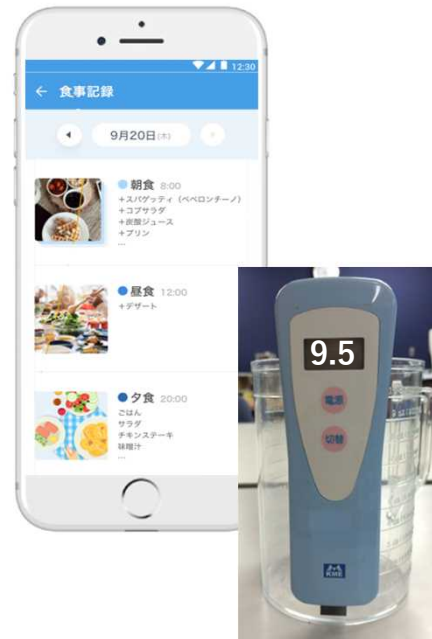 12:30
← 食事記録
9月20日(木)
朝食 8:00
+スパゲッティ(ペペロンチーノ)
+コブサラダ
+炭酸ジュース
+プリン
...
昼食 12:00
+デザート
夕食 20:00
ごはん
サラダ
チキンステーキ
味噌汁
...
9.5
電源
切替
KHE